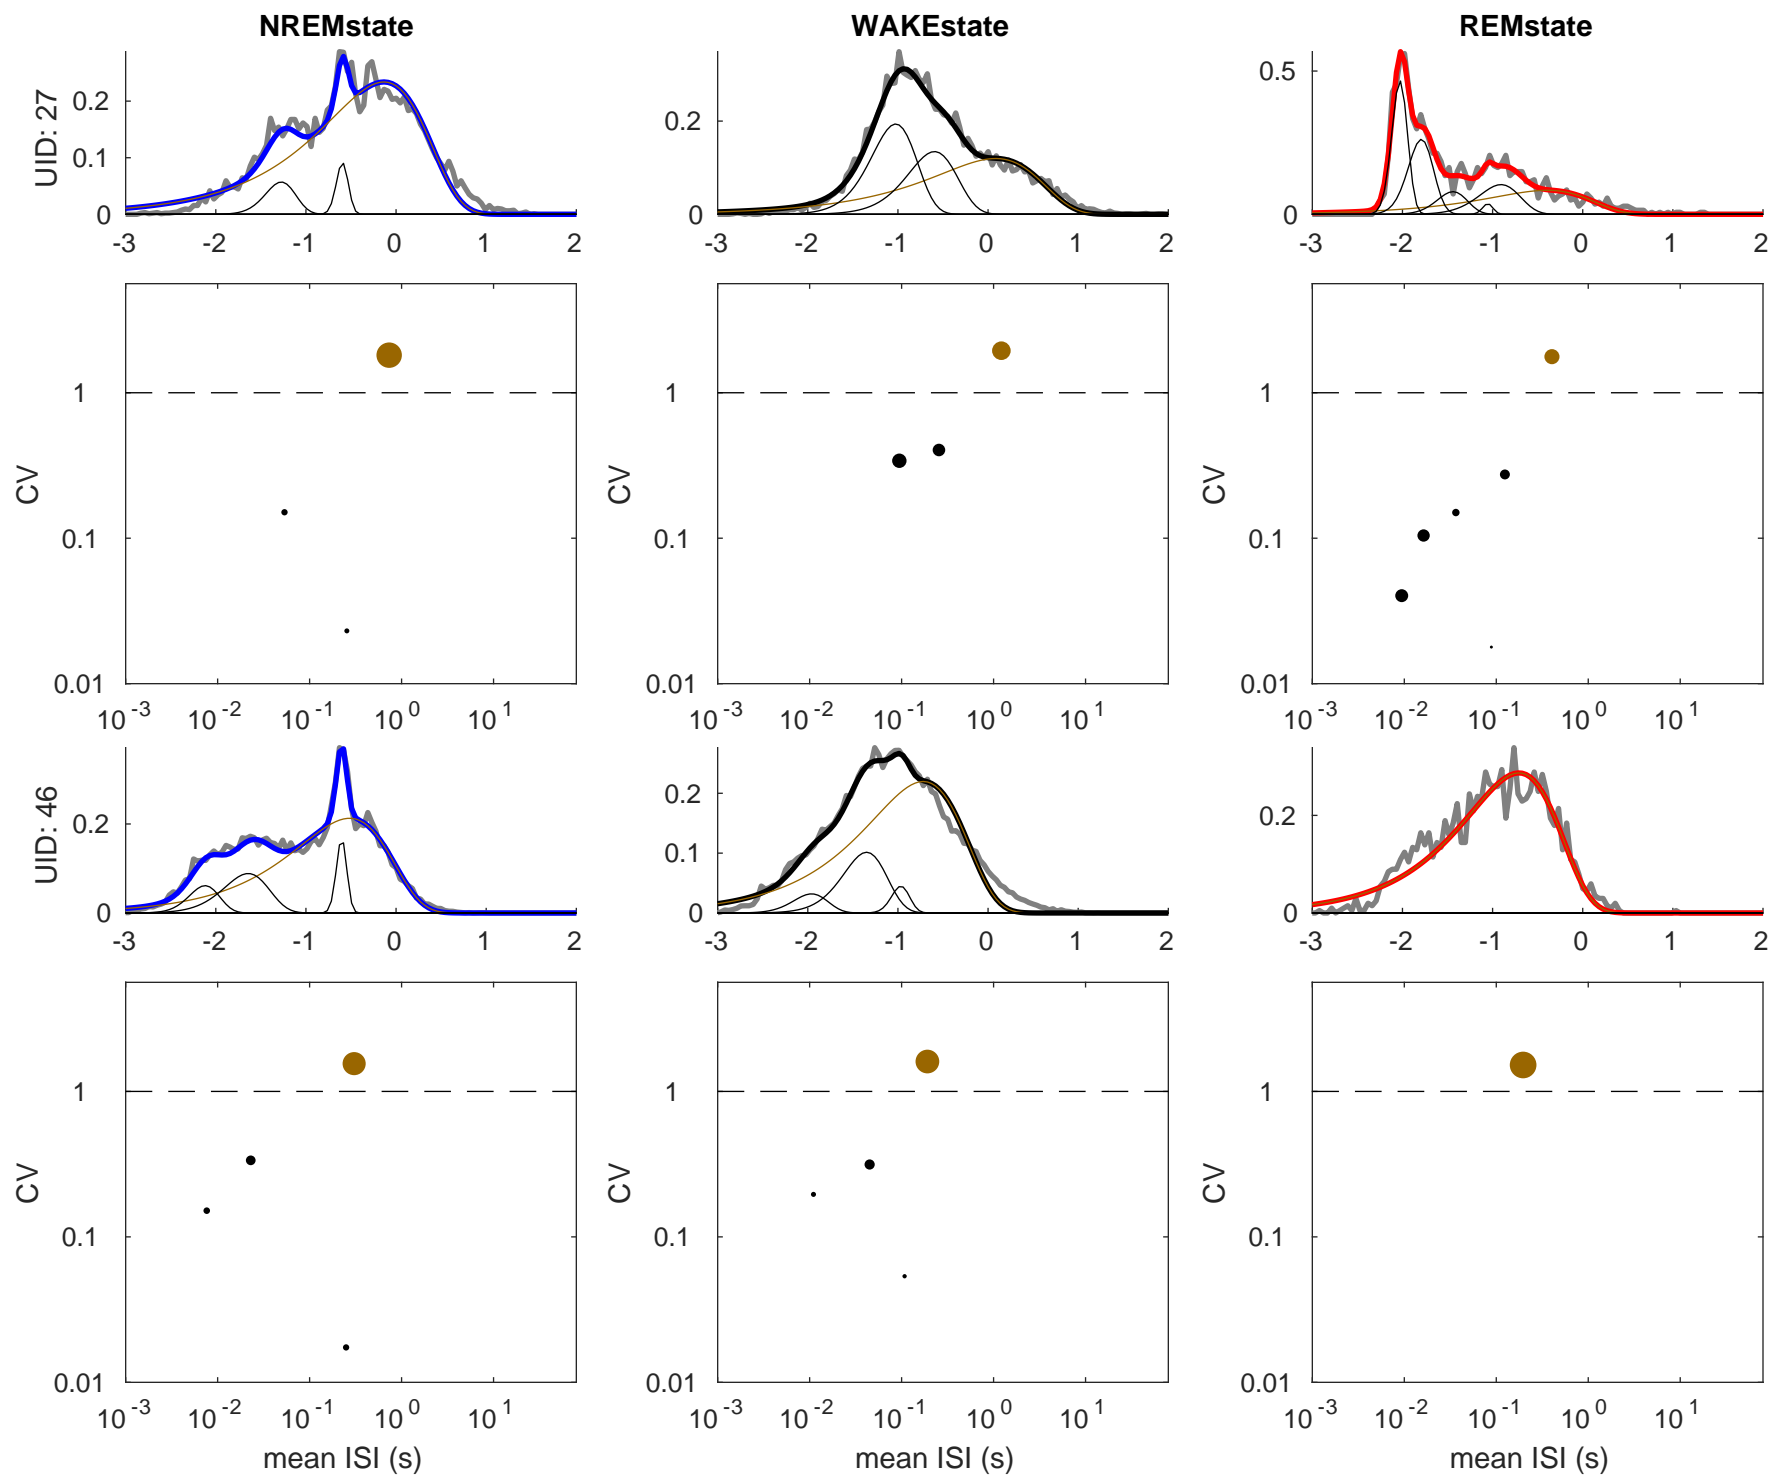 NREMstate WAKEstate REMstate
UID: 27
0.2 0.1 0
0.2 0
0.5 0
-3 -2 -1 0 1 2
-3 -2 -1 0 1 2
-3 -2 -1 0 1 2
CV
1 0.1 0.01
CV
1 0.1 0.01
CV
1 0.1 0.01
10^-3 10^-2 10^-1 10^0 10^1
10^-3 10^-2 10^-1 10^0 10^1
10^-3 10^-2 10^-1 10^0 10^1
UID: 46
0.2 0
0.2 0.1 0
0.2 0
-3 -2 -1 0 1 2
-3 -2 -1 0 1 2
-3 -2 -1 0 1 2
CV
1 0.1 0.01
CV
1 0.1 0.01
CV
1 0.1 0.01
10^-3 10^-2 10^-1 10^0 10^1
10^-3 10^-2 10^-1 10^0 10^1
10^-3 10^-2 10^-1 10^0 10^1
mean ISI (s) mean ISI (s) mean ISI (s)